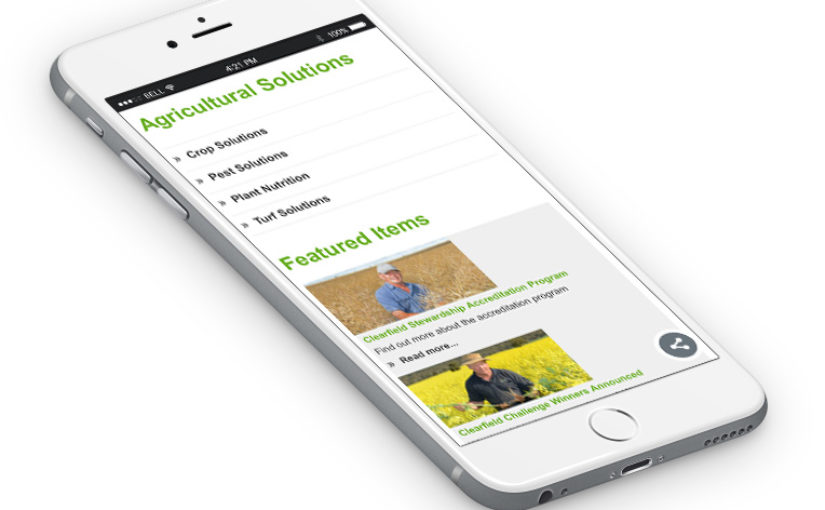 BELL 4:21 PM 100%
Agricultural Solutions
» Crop Solutions
» Pest Solutions
» Plant Nutrition
» Turf Solutions
Featured Items
Clearfield Stewardship Accreditation Program
Find out more about the accreditation program
» Read more...
Clearfield Challenge Winners Announced